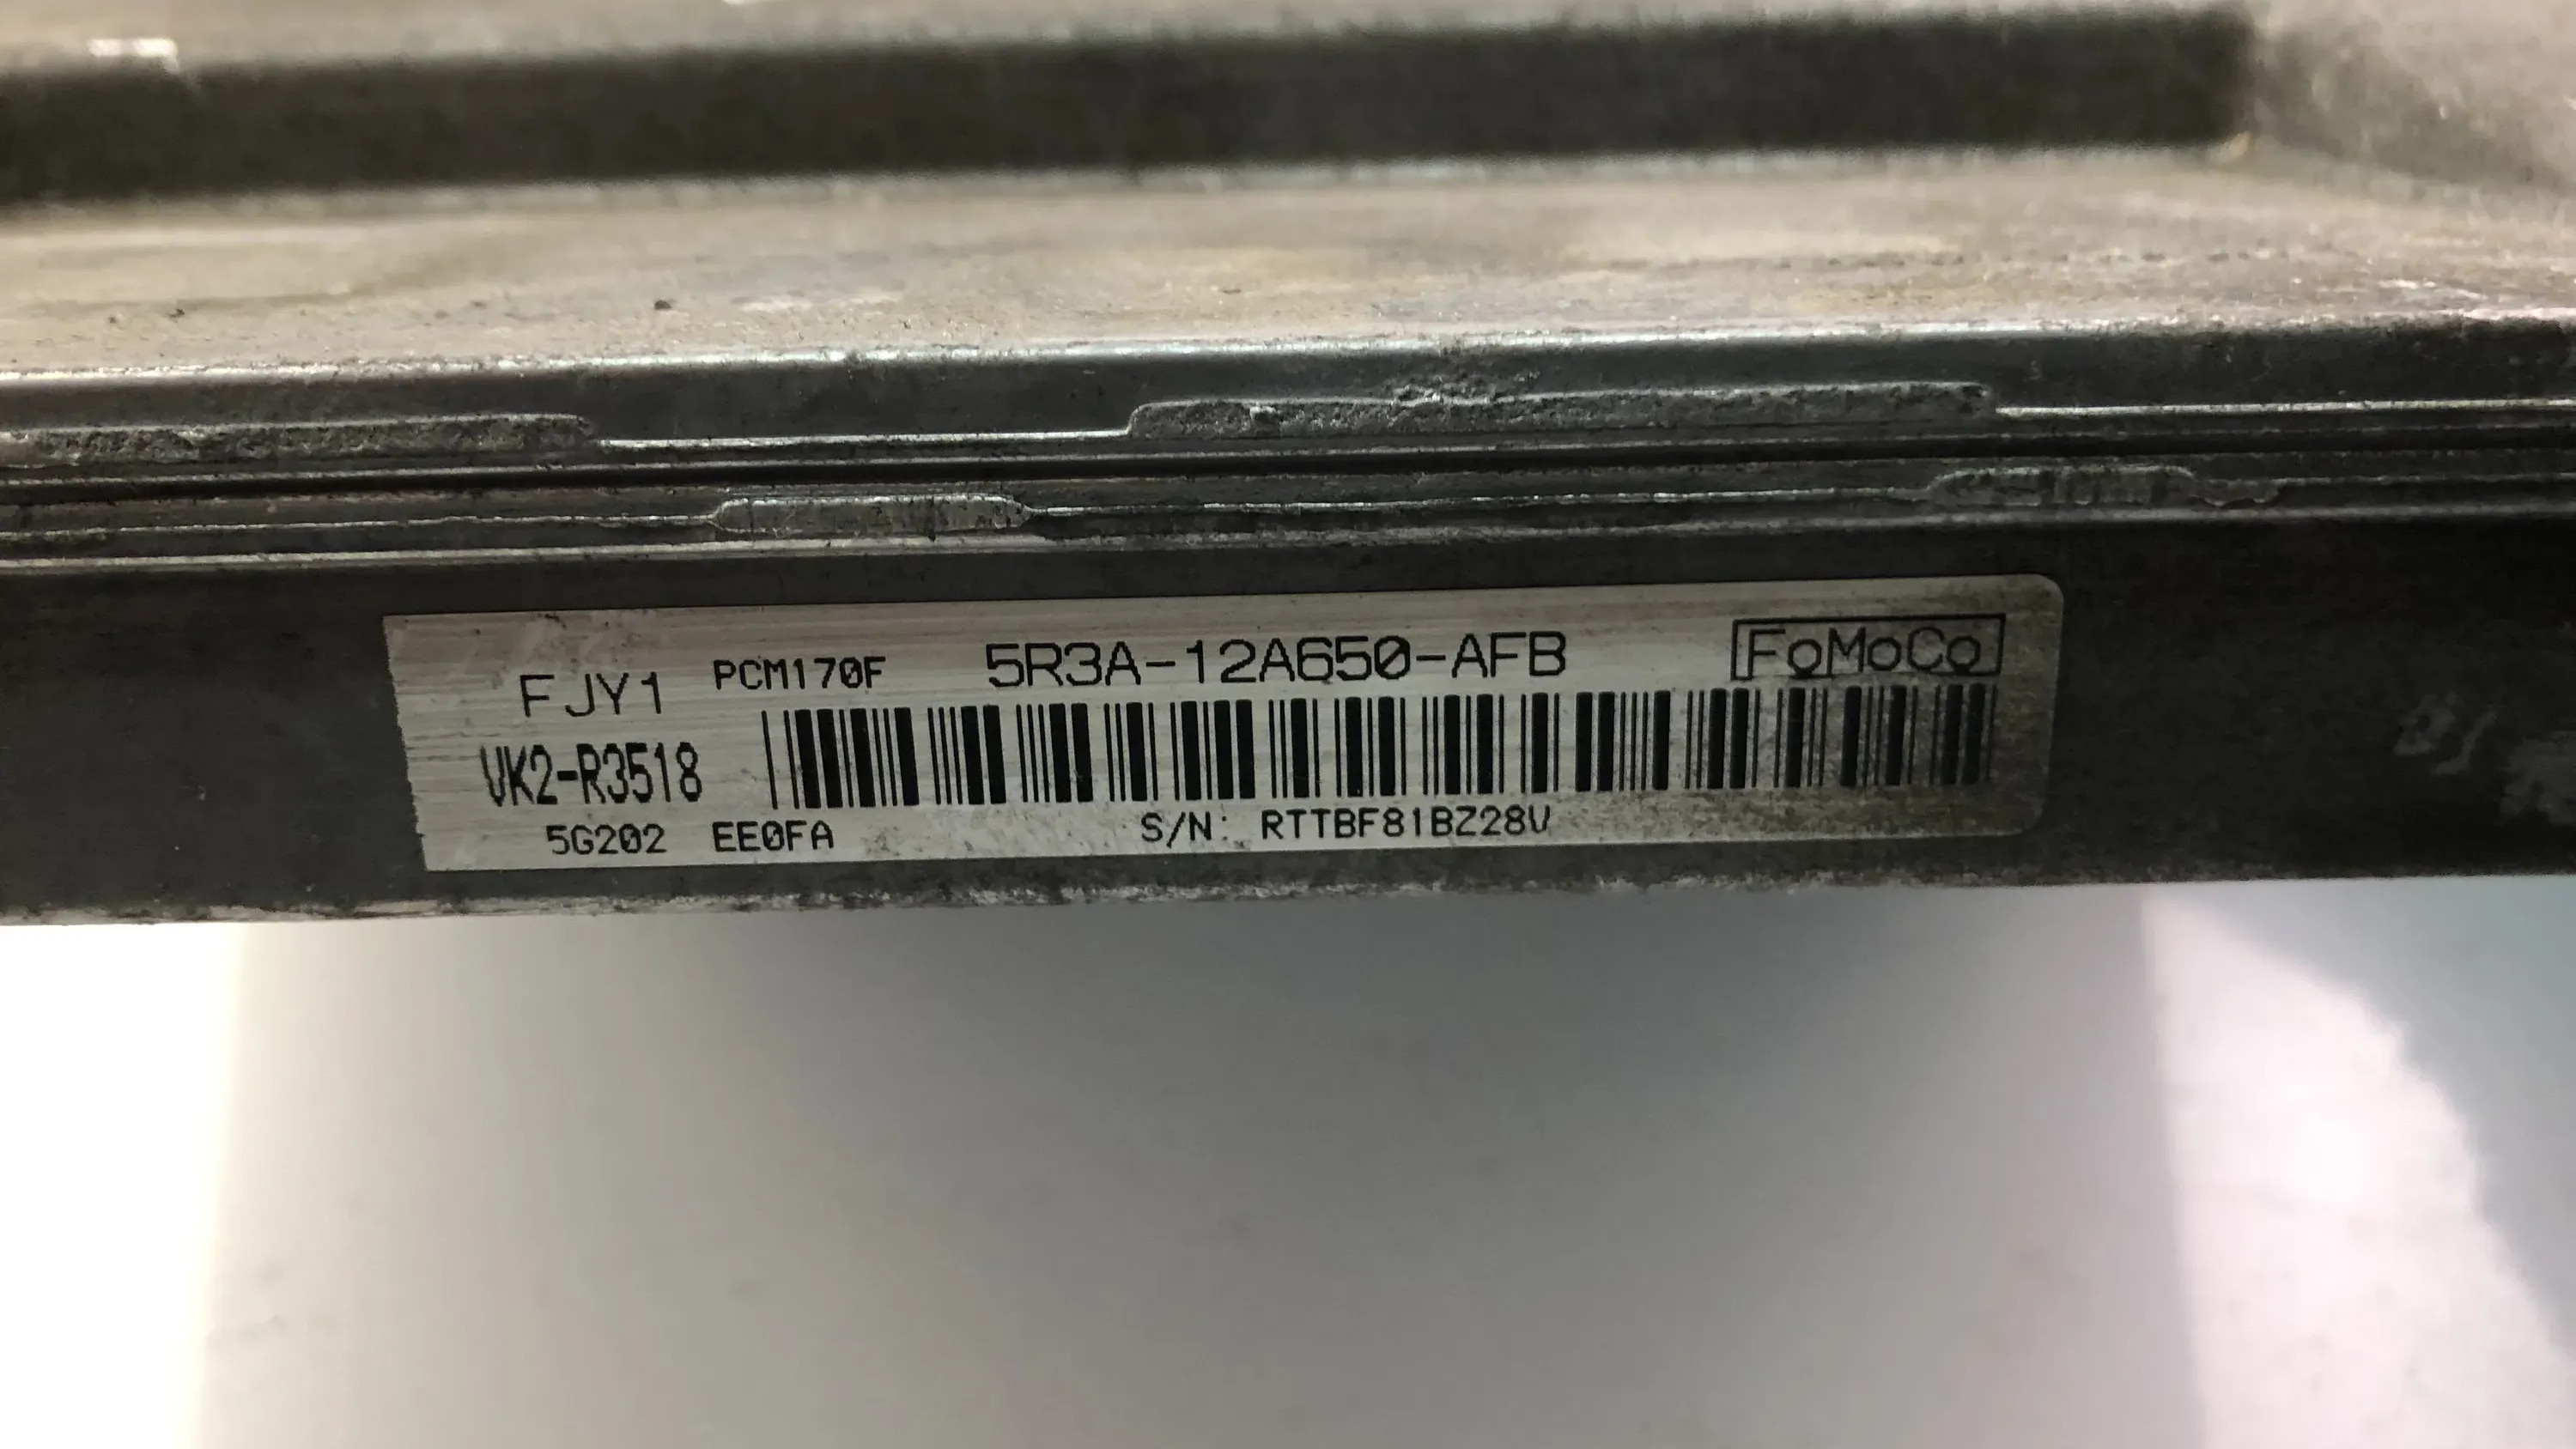 FJY1 PCM170F 5R3A-12A650-AFB FoMoCo
VK2-R3518
5G202 EE0FA S/N: RTTBF81BZ28V